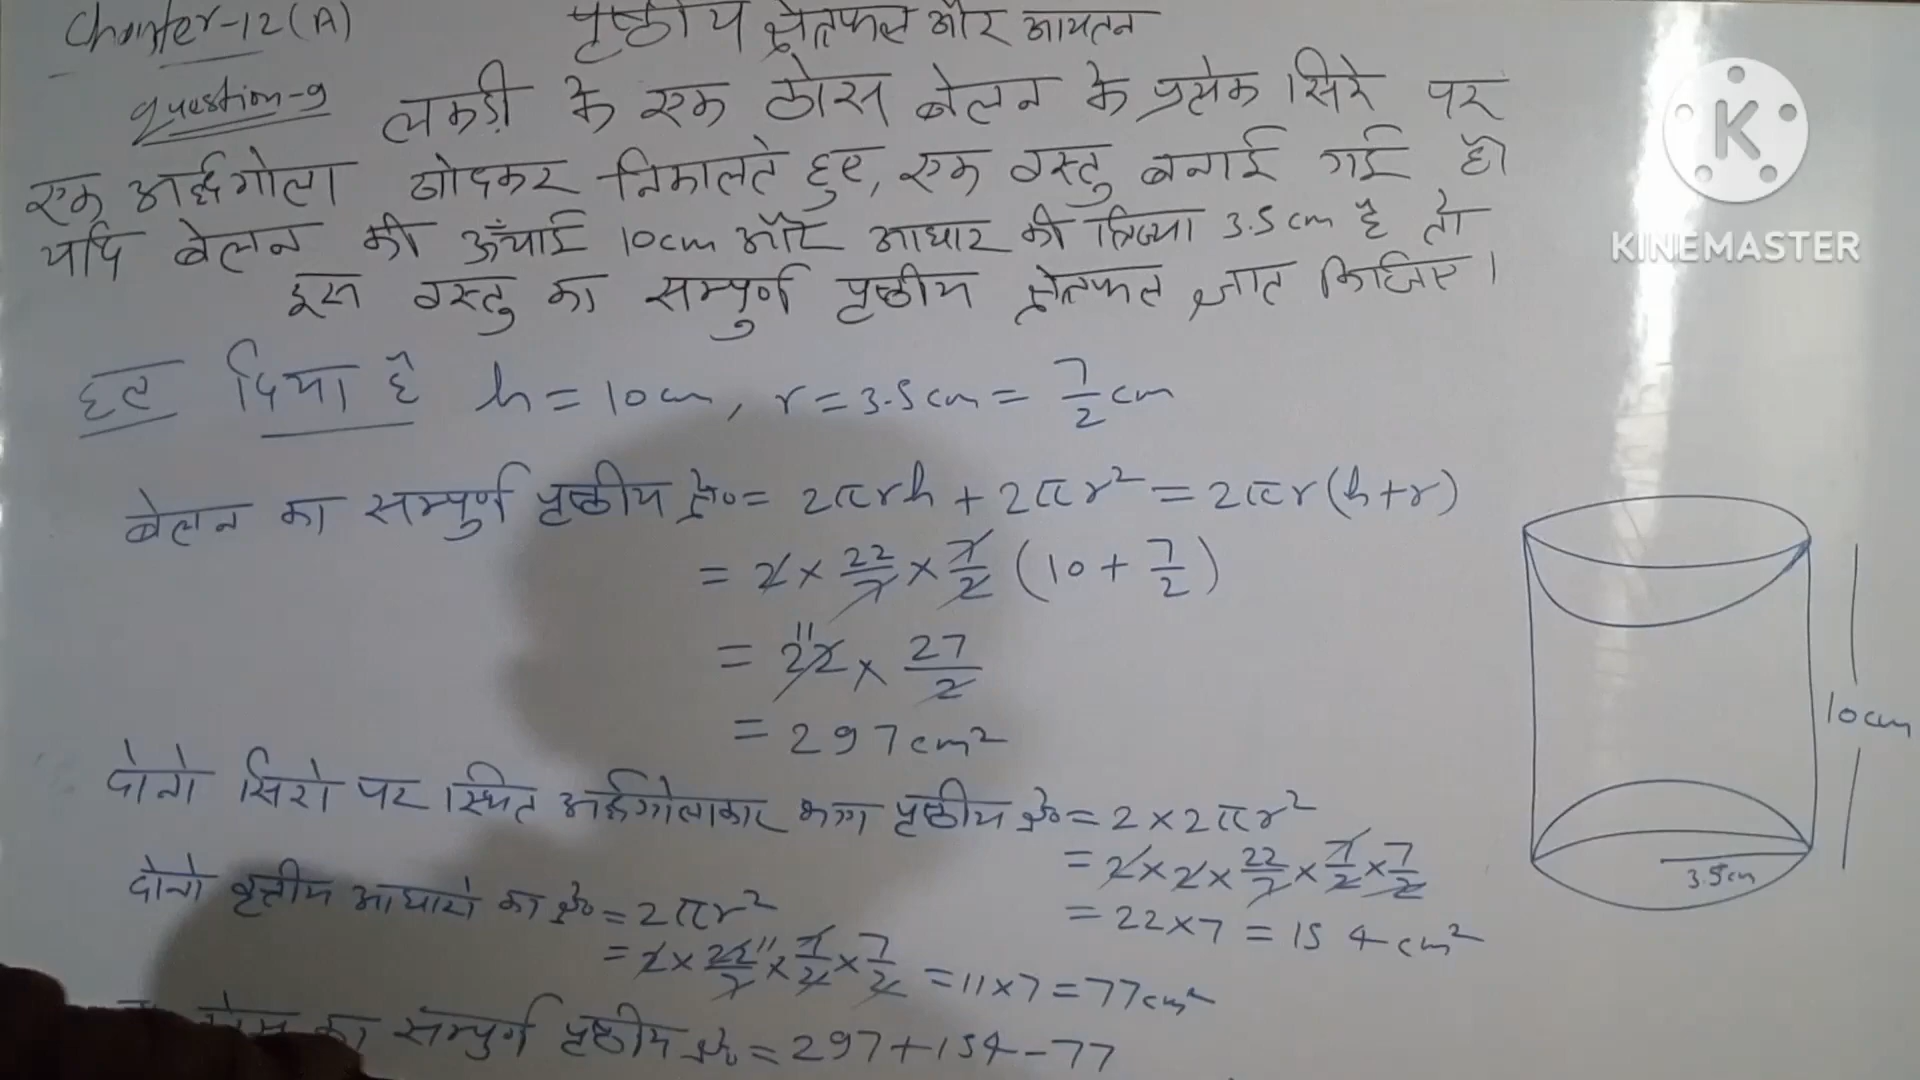 Chapter-12(A) पृष्ठीय क्षेत्रफल और आयतन
Question-9 लकड़ी के एक ठोस बेलन के प्रत्येक सिरे पर
एक अर्द्धगोला खोदकर निकालते हुए, एक वस्तु बनाई गई है।
यदि बेलन की ऊँचाई 10cm और आधार की त्रिज्या 3.5cm है तो
इस वस्तु का सम्पुर्ण पृष्ठीय क्षेत्रफल ज्ञात किजिए।
हल दिया है h = 10cm, r = 3.5cm = 7/2 cm
बेलन का सम्पुर्ण पृष्ठीय क्षे० = 2πrh + 2πr² = 2πr(h+r)
= 2 × 22/7 × 7/2 (10 + 7/2)
= 22 11 × 27/2
= 297cm²
दोनो सिरो पर स्थित अर्द्धगोलाकार भाग पृष्ठीय क्षे० = 2×2πr²
= 2×2×22/7×7/2×7/2
= 22×7 = 154cm²
दोनो वृत्तीय आधारो का क्षे० = 2πr²
= 2×22/7 11×7/2×7/2 = 11×7 = 77cm²
का सम्पुर्ण पृष्ठीय क्षे० = 297+154-77
10cm
3.5cm
K
KINEMASTER